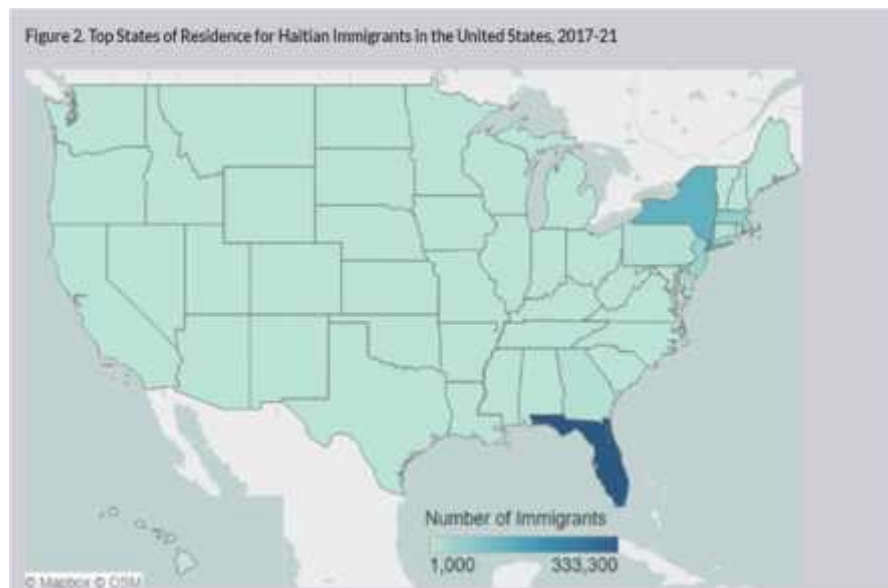 Figure 2. Top States of Residence for Haitian Immigrants in the United States, 2017-21
Number of Immigrants
1,000 333,300
© Mapbox © OSM